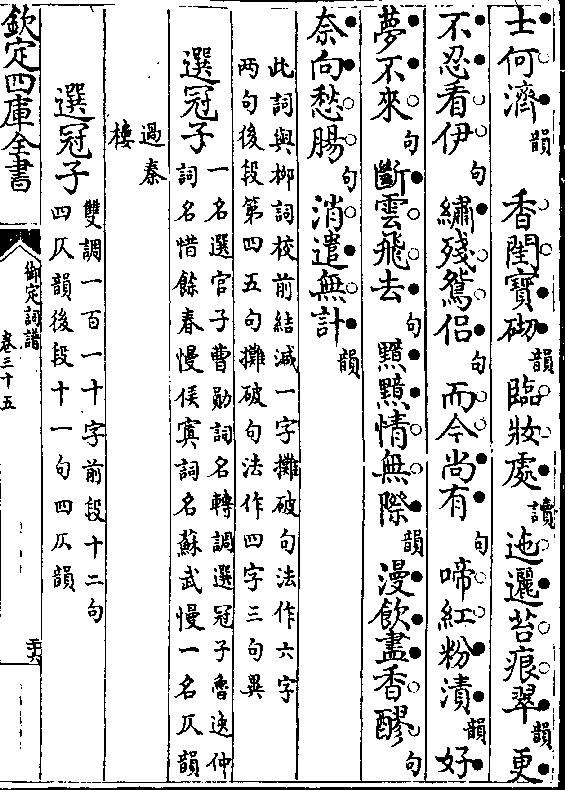 士何濟韻　香閨寳砌韻臨妝處讀迤邐苔痕翠韻更
不忍看伊句繡殘鴛侶句而今尚有句啼紅粉漬韻好
夢不來句斷雲飛去句黯黯情無際韻漫飲盡香醪句
奈向愁腸句消遣無計韻
此詞與栁詞校前結減一字攤破句法作六字
兩句後段第四五句攤破句法作四字三句異
選冠子
一名選官子曹勛詞名轉調選冠子魯逸仲
詞名惜餘春慢侯寘詞名蘇武慢一名仄韻
過秦
樓
選冠子
雙調一百一十字前段十二句
四仄韻後段十一句四仄韻
欽定四庫全書
御定詞譜
卷三十五